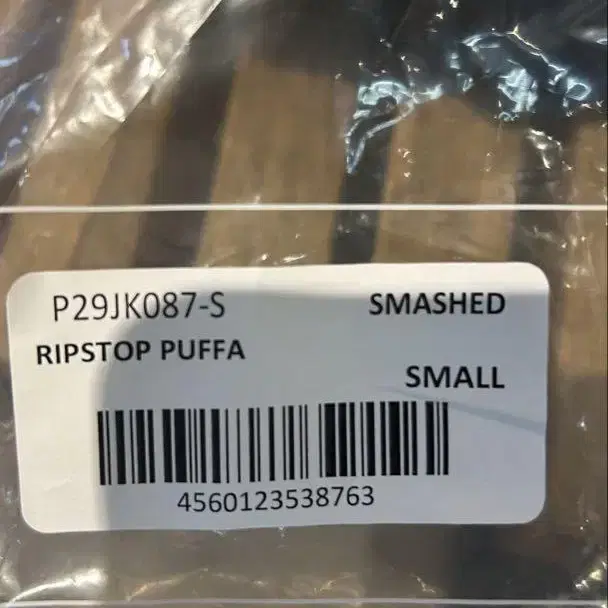 P29JK087-S SMASHED
RIPSTOP PUFFA
SMALL
4560123538763